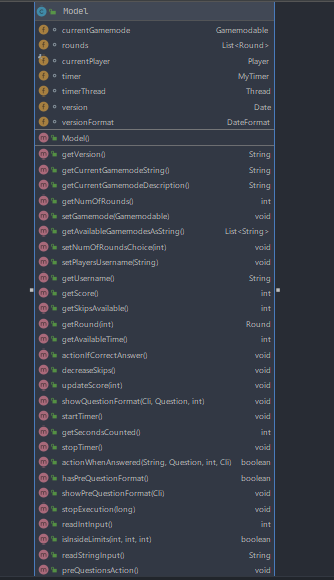 Model
currentGamemode Gamemodable
rounds List<Round>
currentPlayer Player
timer MyTimer
timerThread Thread
version Date
versionFormat DateFormat
Model()
getVersion() String
getCurrentGamemodeString() String
getCurrentGamemodeDescription() String
getNumOfRounds() int
setGamemode(Gamemodable) void
getAvailableGamemodesAsString() List<String>
setNumOfRoundsChoice(int) void
setPlayersUsername(String) void
getUsername() String
getScore() int
getSkipsAvailable() int
getRound(int) Round
getAvailableTime() int
actionIfCorrectAnswer() void
decreaseSkips() void
updateScore(int) void
showQuestionFormat(Cli, Question, int) void
startTimer() void
getSecondsCounted() int
stopTimer() void
actionWhenAnswered(String, Question, int, Cli) boolean
hasPreQuestionFormat() boolean
showPreQuestionFormat(Cli) void
stopExecution(long) void
readIntInput() int
isInsideLimits(int, int, int) boolean
readStringInput() String
preQuestionsAction() void